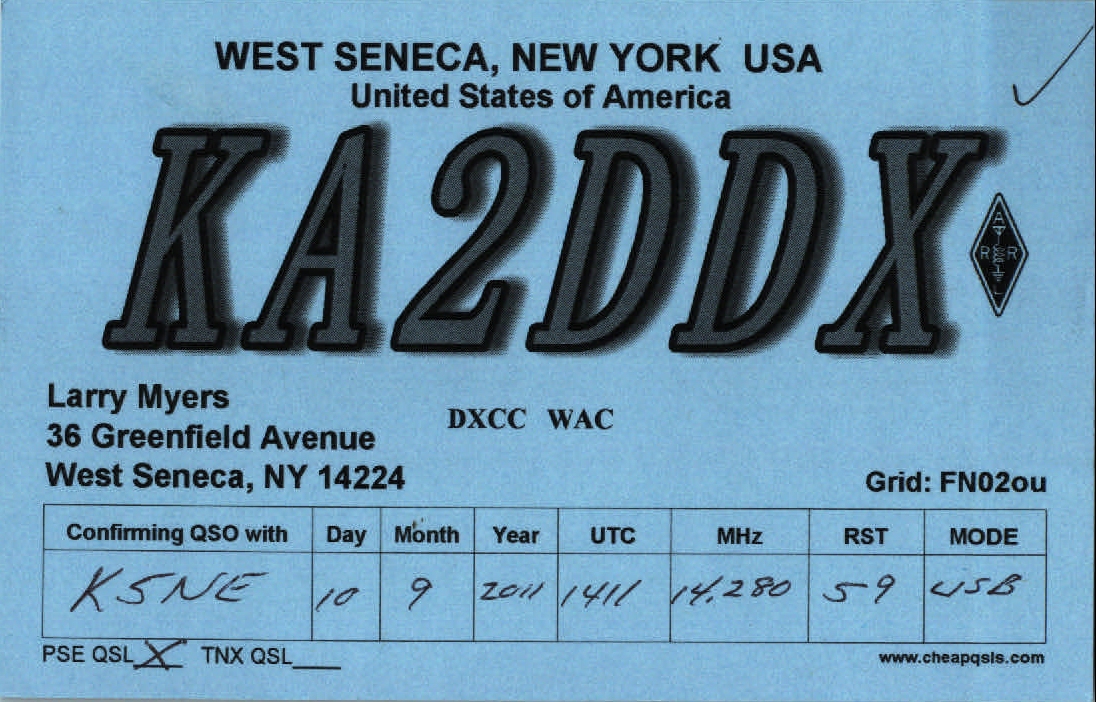 WEST SENECA, NEW YORK USA
United States of America
KA2DDX
ARRL
Larry Myers
36 Greenfield Avenue
West Seneca, NY 14224
DXCC WAC
Grid: FN02ou
Confirming QSO with Day Month Year UTC MHz RST MODE
K5NE 10 9 2011 1411 14.280 59 USB
PSE QSL X TNX QSL___
www.cheapqsls.com